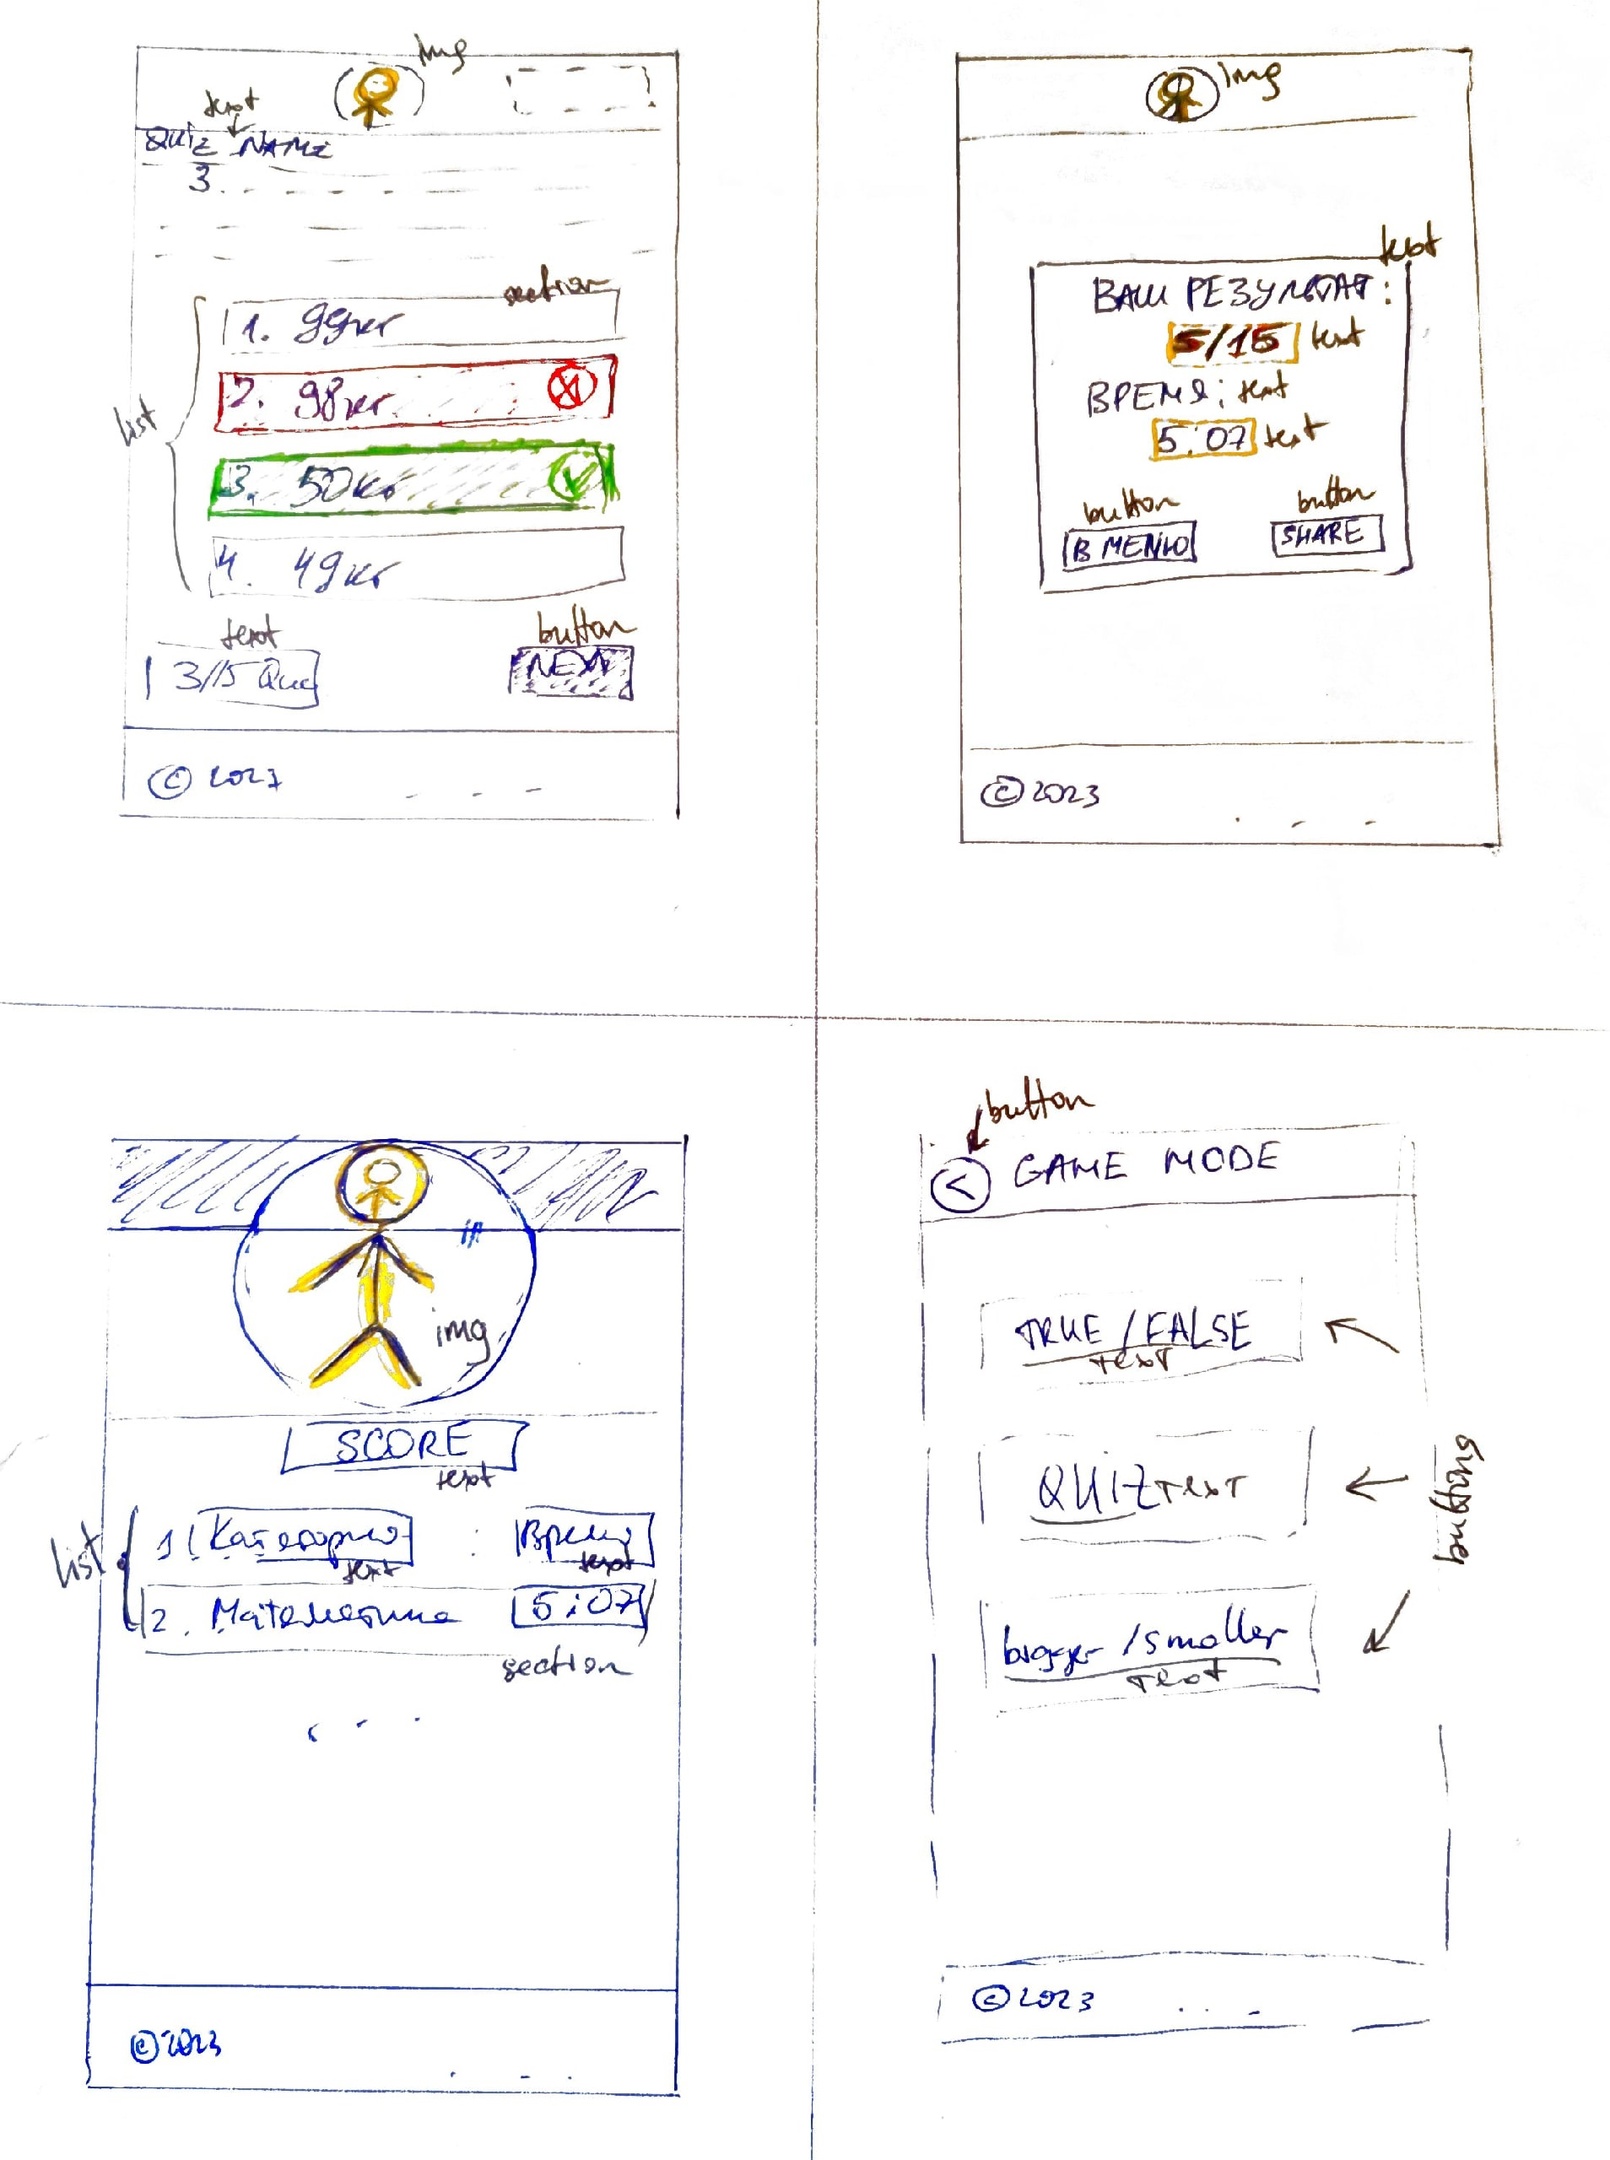 img
text
QUIZ NAME
3.
section
list
1. 99кг
2. 98кг
3. 50кг
4. 49кг
text
button
3/15 Que
NEXT
© 2023
img
text
ВАШ РЕЗУЛЬТАТ:
5/15 text
ВРЕМЯ: text
5:07 text
button
button
В МЕНЮ
SHARE
© 2023
img
SCORE
text
list
1. Категория : Время
text
text
2. Математика 5:07
section
© 2023
button
< GAME MODE
TRUE / FALSE
text
QUIZ text
buttons
bigger / smaller
text
© 2023